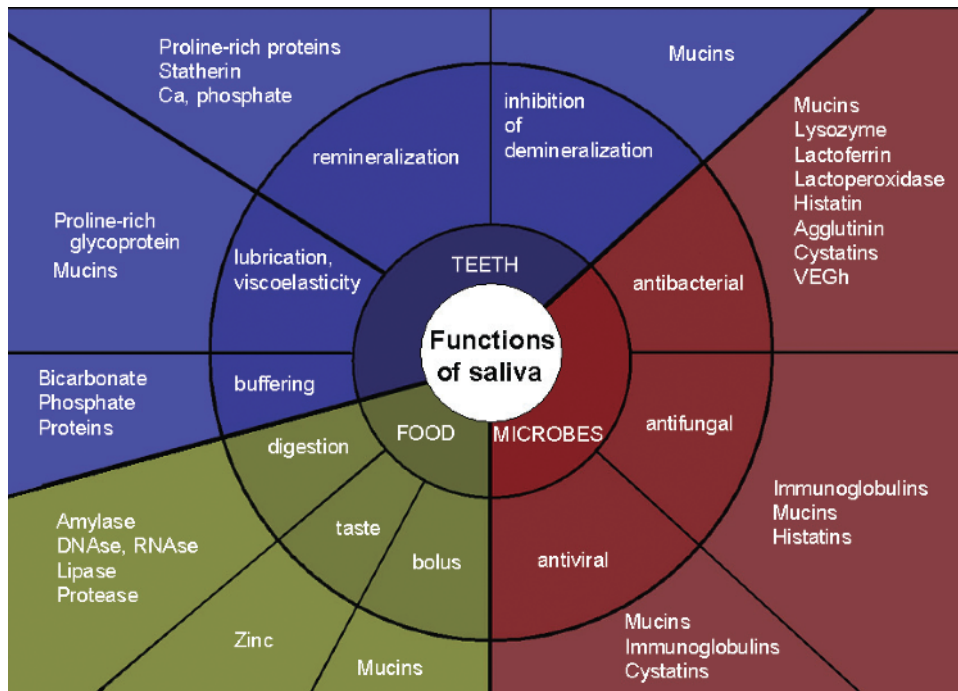 Functions
of saliva
TEETH
MICROBES
FOOD
remineralization
Proline-rich proteins
Statherin
Ca, phosphate
inhibition
of
demineralization
Mucins
antibacterial
Mucins
Lysozyme
Lactoferrin
Lactoperoxidase
Histatin
Agglutinin
Cystatins
VEGh
antifungal
Immunoglobulins
Mucins
Histatins
antiviral
Mucins
Immunoglobulins
Cystatins
bolus
Mucins
taste
Zinc
digestion
Amylase
DNAse, RNAse
Lipase
Protease
buffering
Bicarbonate
Phosphate
Proteins
lubrication,
viscoelasticity
Proline-rich
glycoprotein
Mucins